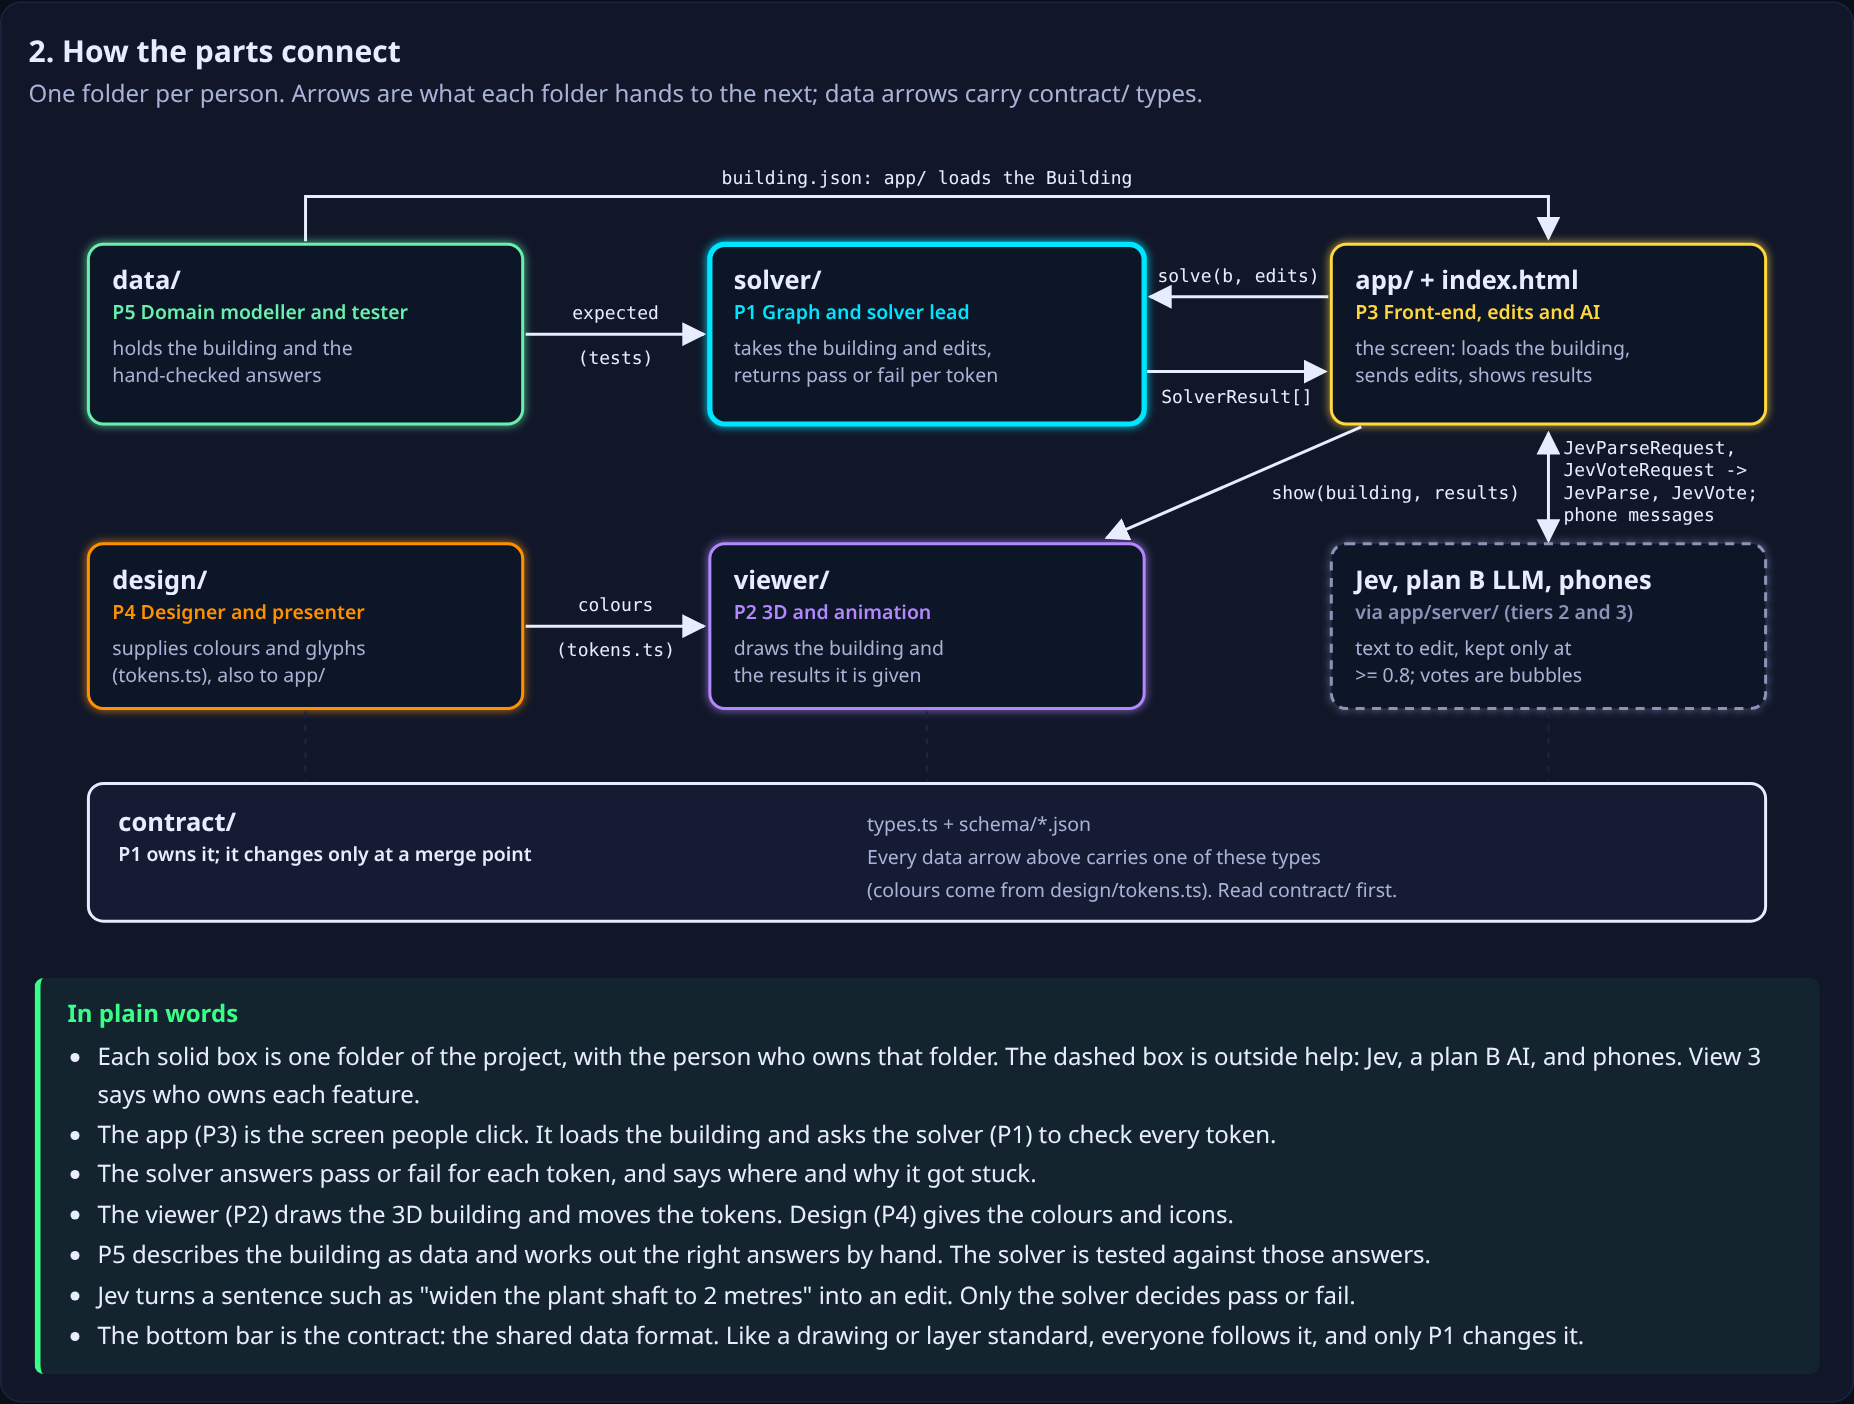 2. How the parts connect
One folder per person. Arrows are what each folder hands to the next; data arrows carry contract/ types.
building.json: app/ loads the Building
data/
P5 Domain modeller and tester
holds the building and the
hand-checked answers
expected
(tests)
solver/
P1 Graph and solver lead
takes the building and edits,
returns pass or fail per token
solve(b, edits)
SolverResult[]
app/ + index.html
P3 Front-end, edits and AI
the screen: loads the building,
sends edits, shows results
show(building, results)
JevParseRequest,
JevVoteRequest ->
JevParse, JevVote;
phone messages
design/
P4 Designer and presenter
supplies colours and glyphs
(tokens.ts), also to app/
colours
(tokens.ts)
viewer/
P2 3D and animation
draws the building and
the results it is given
Jev, plan B LLM, phones
via app/server/ (tiers 2 and 3)
text to edit, kept only at
>= 0.8; votes are bubbles
contract/
P1 owns it; it changes only at a merge point
types.ts + schema/*.json
Every data arrow above carries one of these types
(colours come from design/tokens.ts). Read contract/ first.
In plain words
• Each solid box is one folder of the project, with the person who owns that folder. The dashed box is outside help: Jev, a plan B AI, and phones. View 3
says who owns each feature.
• The app (P3) is the screen people click. It loads the building and asks the solver (P1) to check every token.
• The solver answers pass or fail for each token, and says where and why it got stuck.
• The viewer (P2) draws the 3D building and moves the tokens. Design (P4) gives the colours and icons.
• P5 describes the building as data and works out the right answers by hand. The solver is tested against those answers.
• Jev turns a sentence such as "widen the plant shaft to 2 metres" into an edit. Only the solver decides pass or fail.
• The bottom bar is the contract: the shared data format. Like a drawing or layer standard, everyone follows it, and only P1 changes it.